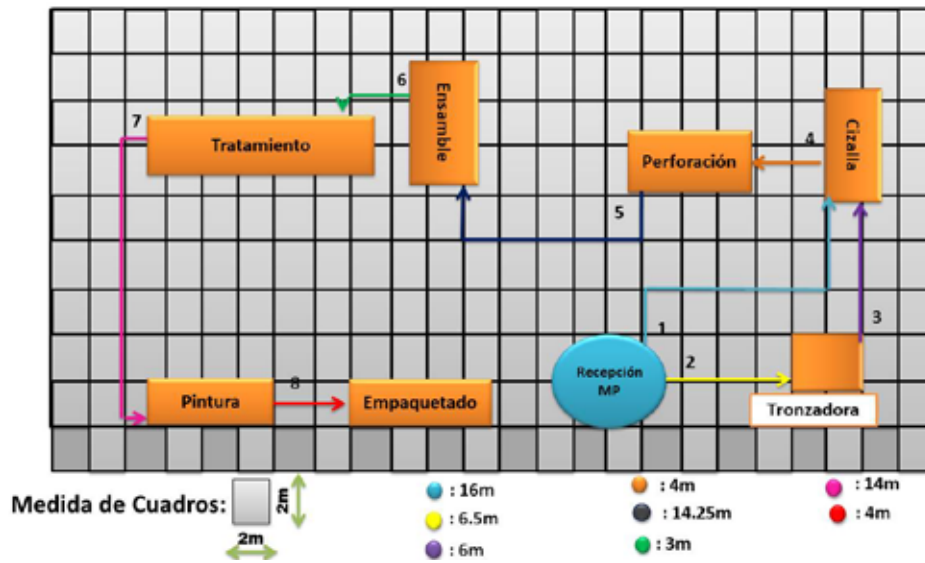 6
Ensamble
7
Tratamiento
4
Cizalla
Perforación
5
3
1
Recepción
MP
2
8
Pintura
Empaquetado
Tronzadora
Medida de Cuadros:
2m
2m
: 16m
: 6.5m
: 6m
: 4m
: 14.25m
: 3m
: 14m
: 4m